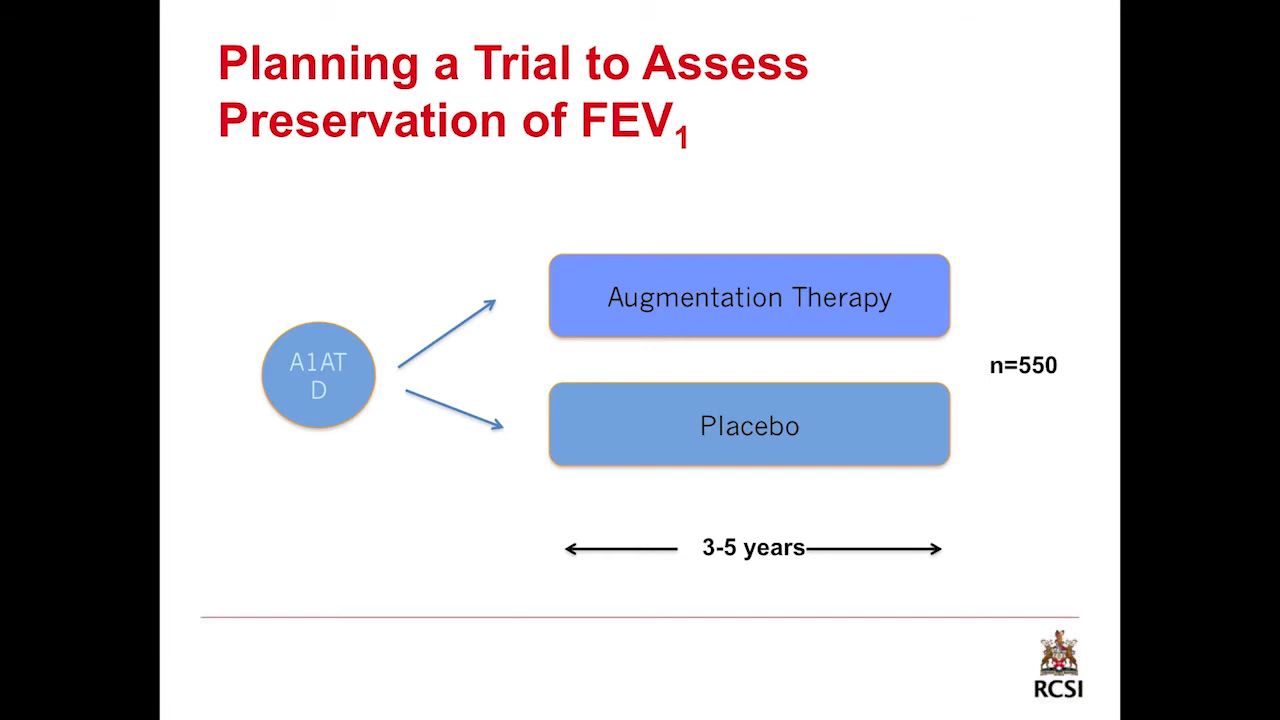 Planning a Trial to Assess
Preservation of FEV₁
Augmentation Therapy
A1AT
D
n=550
Placebo
3-5 years
RCSI